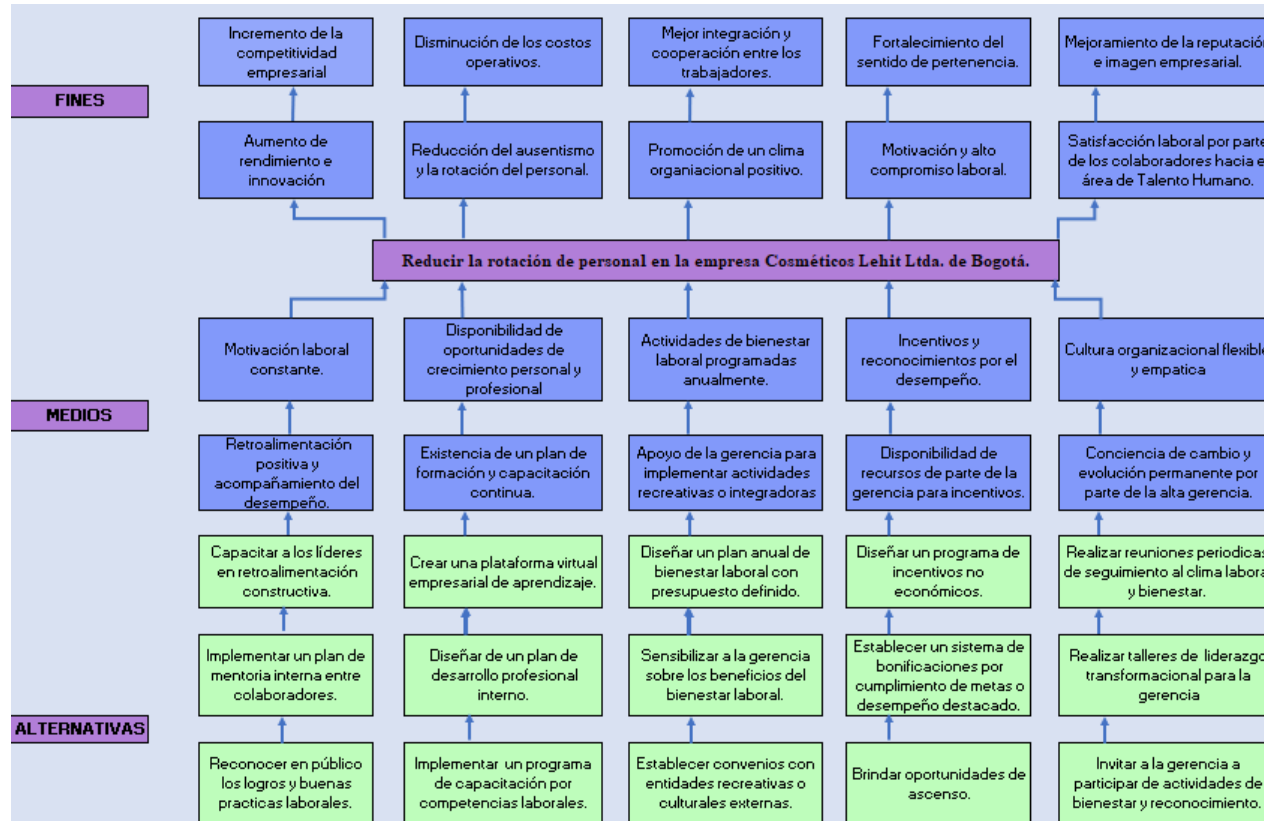 Incremento de la
competitividad
empresarial
Disminución de los costos
operativos.
Mejor integración y
cooperación entre los
trabajadores.
Fortalecimiento del
sentido de pertenencia.
Mejoramiento de la reputación
e imagen empresarial.
FINES
Aumento de
rendimiento e
innovación
Reducción del ausentismo
y la rotación del personal.
Promoción de un clima
organiacional positivo.
Motivación y alto
compromiso laboral.
Satisfacción laboral por parte
de los colaboradores hacia e
área de Talento Humano.
Reducir la rotación de personal en la empresa Cosméticos Lehit Ltda. de Bogotá.
Motivación laboral
constante.
Disponibilidad de
oportunidades de
crecimiento personal y
profesional
Actividades de bienestar
laboral programadas
anualmente.
Incentivos y
reconocimientos por el
desempeño.
Cultura organizacional flexible
y empatica
MEDIOS
Retroalimentación
positiva y
acompañamiento del
desempeño.
Existencia de un plan de
formación y capacitación
continua.
Apoyo de la gerencia para
implementar actividades
recreativas o integradoras
Disponibilidad de
recursos de parte de la
gerencia para incentivos.
Conciencia de cambio y
evolución permanente por
parte de la alta gerencia.
Capacitar a los líderes
en retroalimentación
constructiva.
Crear una plataforma virtual
empresarial de aprendizaje.
Diseñar un plan anual de
bienestar laboral con
presupuesto definido.
Diseñar un programa de
incentivos no
económicos.
Realizar reuniones periodicas
de seguimiento al clima labora
y bienestar.
Implementar un plan de
mentoria interna entre
colaboradores.
Diseñar de un plan de
desarrollo profesional
interno.
Sensibilizar a la gerencia
sobre los beneficios del
bienestar laboral.
Establecer un sistema de
bonificaciones por
cumplimiento de metas o
desempeño destacado.
Realizar talleres de liderazgo
transformacional para la
gerencia
ALTERNATIVAS
Reconocer en público
los logros y buenas
practicas laborales.
Implementar un programa
de capacitación por
competencias laborales.
Establecer convenios con
entidades recreativas o
culturales externas.
Brindar oportunidades de
ascenso.
Invitar a la gerencia a
participar de actividades de
bienestar y reconocimiento.